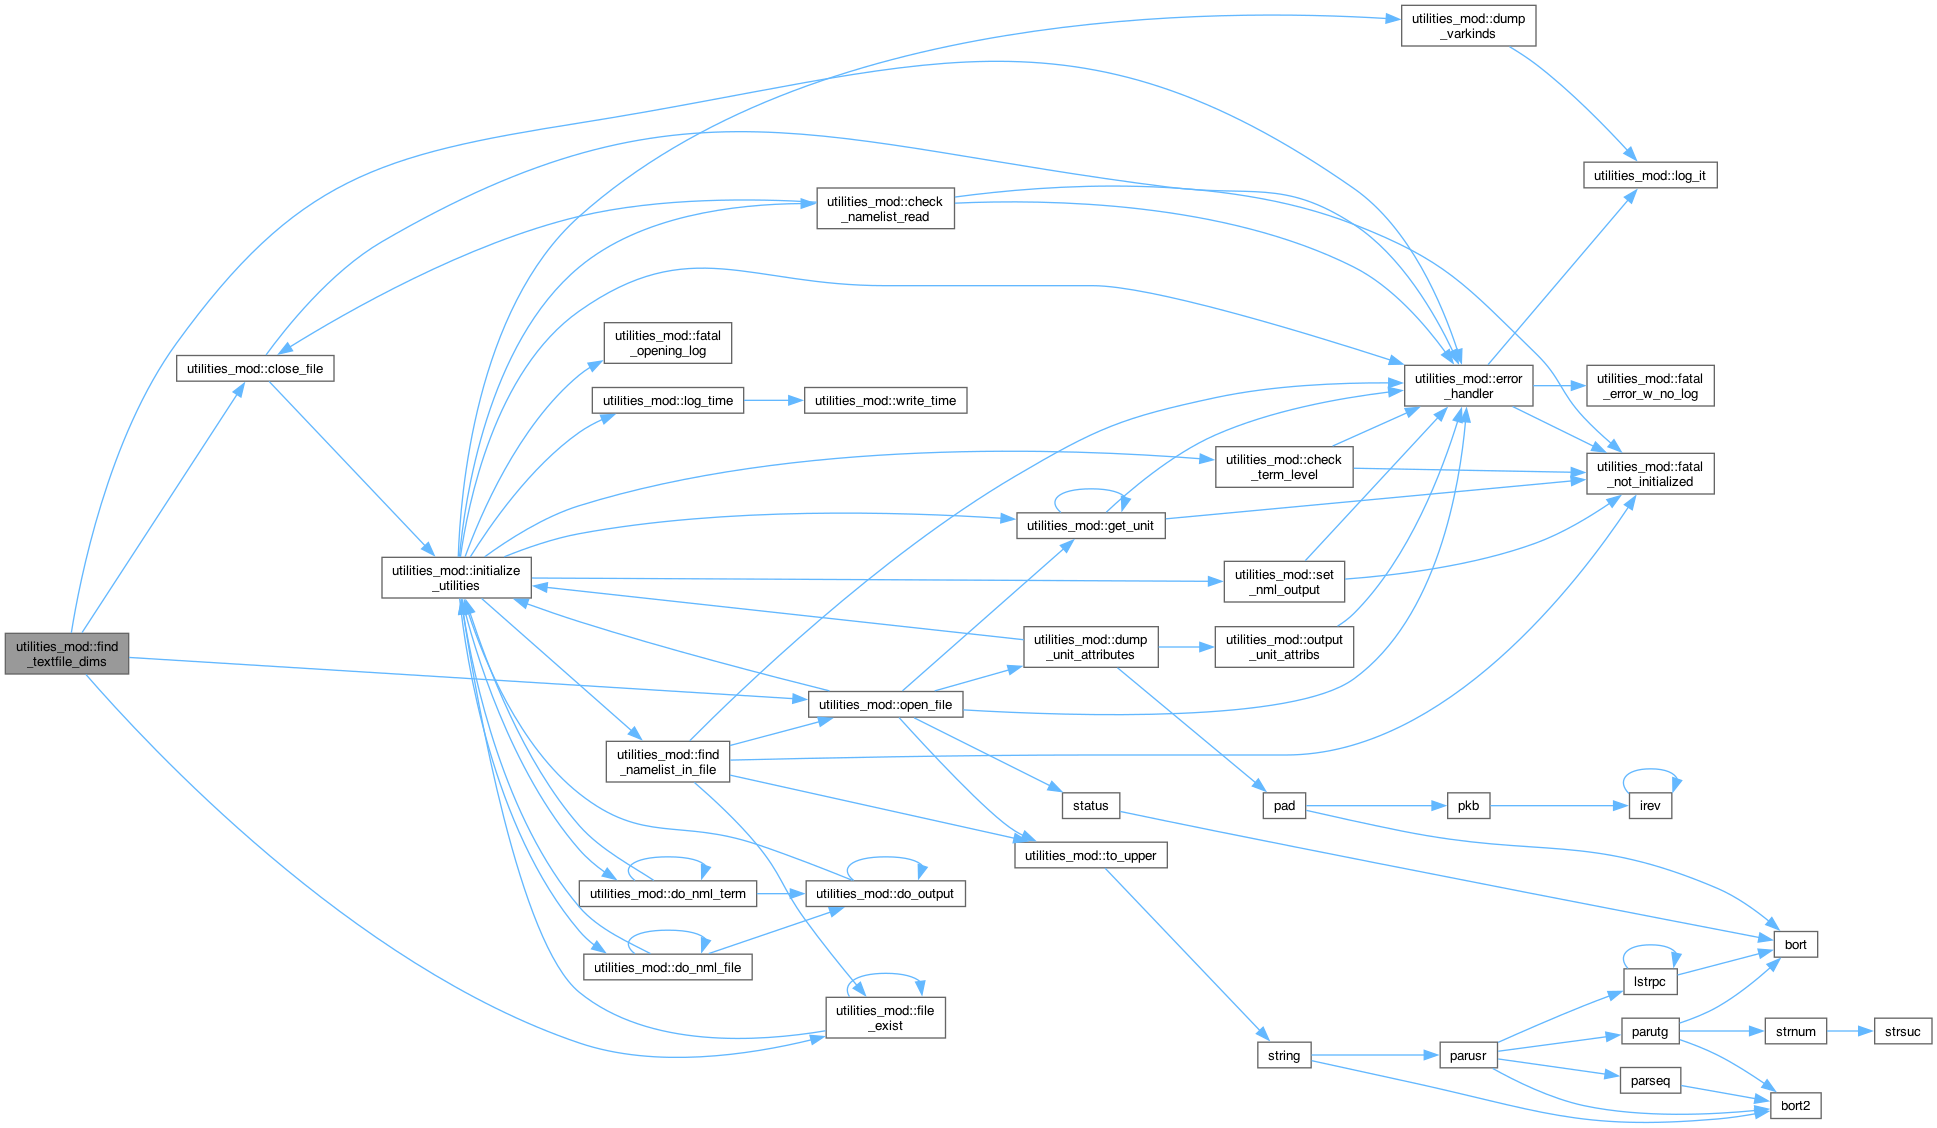 utilities_mod::dump
_varkinds
utilities_mod::log_it
utilities_mod::check
_namelist_read
utilities_mod::fatal
_opening_log
utilities_mod::close_file
utilities_mod::log_time
utilities_mod::write_time
utilities_mod::error
_handler
utilities_mod::fatal
_error_w_no_log
utilities_mod::check
_term_level
utilities_mod::fatal
_not_initialized
utilities_mod::get_unit
utilities_mod::initialize
_utilities
utilities_mod::set
_nml_output
utilities_mod::find
_textfile_dims
utilities_mod::dump
_unit_attributes
utilities_mod::output
_unit_attribs
utilities_mod::open_file
utilities_mod::find
_namelist_in_file
status
pad
pkb
irev
utilities_mod::to_upper
utilities_mod::do_nml_term
utilities_mod::do_output
utilities_mod::do_nml_file
bort
lstrpc
utilities_mod::file
_exist
parutg
strnum
strsuc
string
parusr
parseq
bort2